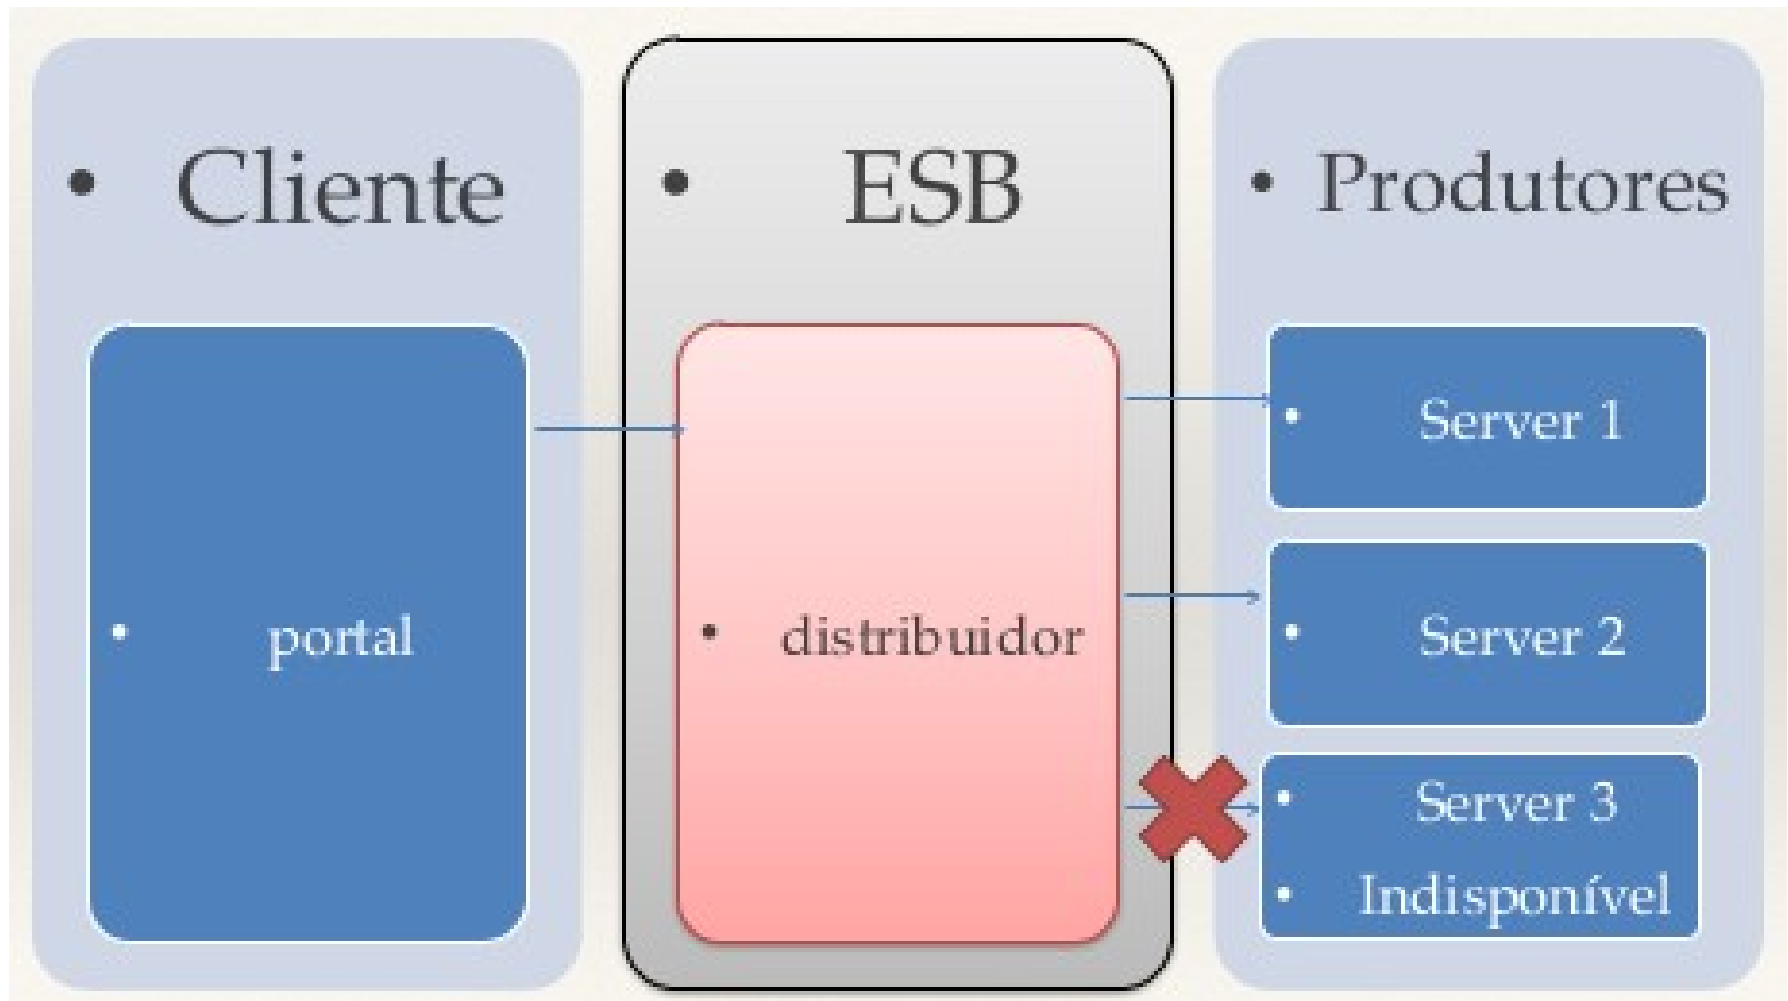 Cliente
portal
ESB
distribuidor
Produtores
Server 1
Server 2
Server 3
Indisponível